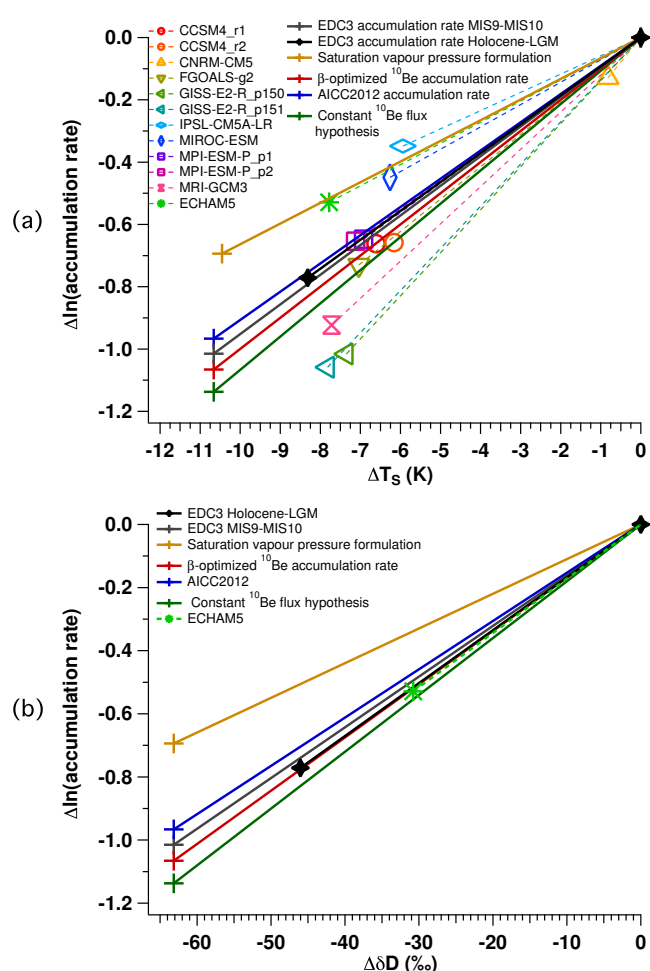 (a)
Δln(accumulation rate)
0.0
-0.2
-0.4
-0.6
-0.8
-1.0
-1.2
CCSM4_r1
CCSM4_r2
CNRM-CM5
FGOALS-g2
GISS-E2-R_p150
GISS-E2-R_p151
IPSL-CM5A-LR
MIROC-ESM
MPI-ESM-P_p1
MPI-ESM-P_p2
MRI-GCM3
ECHAM5
EDC3 accumulation rate MIS9-MIS10
EDC3 accumulation rate Holocene-LGM
Saturation vapour pressure formulation
β-optimized ¹⁰Be accumulation rate
AICC2012 accumulation rate
Constant ¹⁰Be flux
hypothesis
-12 -11 -10 -9 -8 -7 -6 -5 -4 -3 -2 -1 0
ΔT_S (K)
(b)
Δln(accumulation rate)
0.0
-0.2
-0.4
-0.6
-0.8
-1.0
-1.2
EDC3 Holocene-LGM
EDC3 MIS9-MIS10
Saturation vapour pressure formulation
β-optimized ¹⁰Be accumulation rate
AICC2012
Constant ¹⁰Be flux hypothesis
ECHAM5
-60 -50 -40 -30 -20 -10 0
ΔδD (‰)